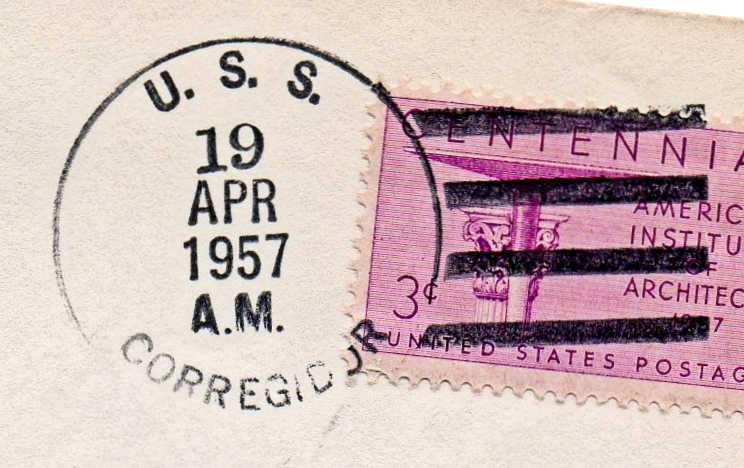 U. S. S.
19
APR
1957
A.M.
CORREGIDOR
CENTENNIA
AMERIC
INSTITU
OF
ARCHITEC
3¢
UNITED STATES POSTAG